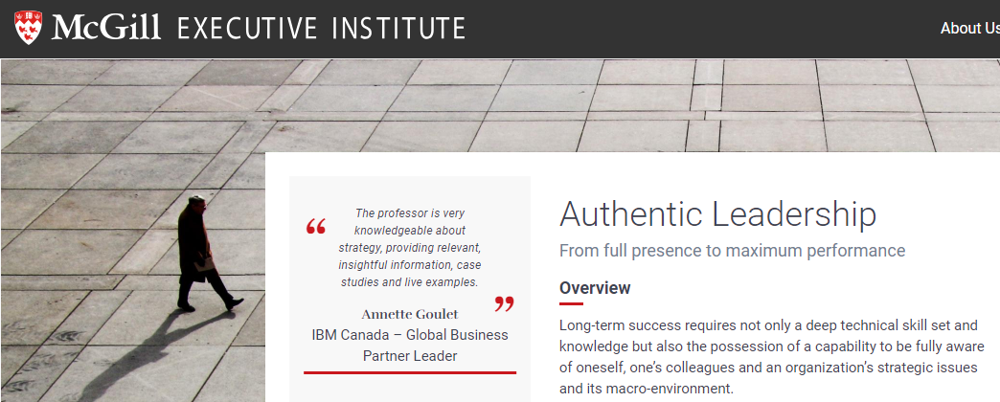 McGill EXECUTIVE INSTITUTE
About Us
“ The professor is very
knowledgeable about
strategy, providing relevant,
insightful information, case
studies and live examples. ”
Annette Goulet
IBM Canada – Global Business
Partner Leader
Authentic Leadership
From full presence to maximum performance
Overview
Long-term success requires not only a deep technical skill set and
knowledge but also the possession of a capability to be fully aware
of oneself, one’s colleagues and an organization’s strategic issues
and its macro-environment.